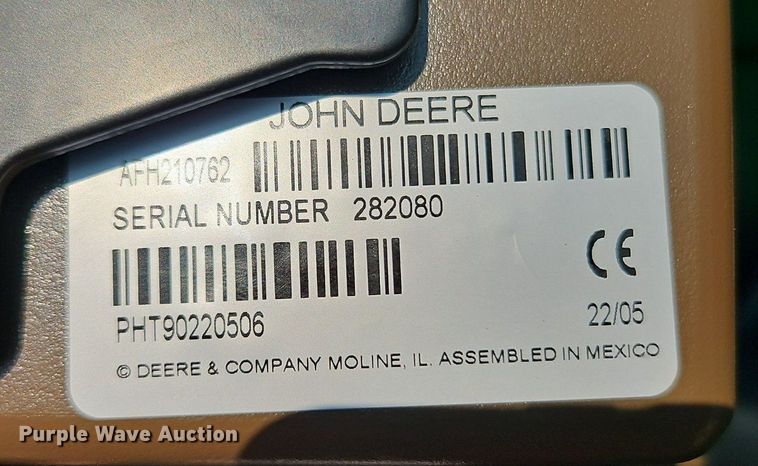 JOHN DEERE
APH210762
SERIAL NUMBER 282080
CE
PHT90220506
22/05
© DEERE & COMPANY MOLINE, IL. ASSEMBLED IN MEXICO
Purple Wave Auction